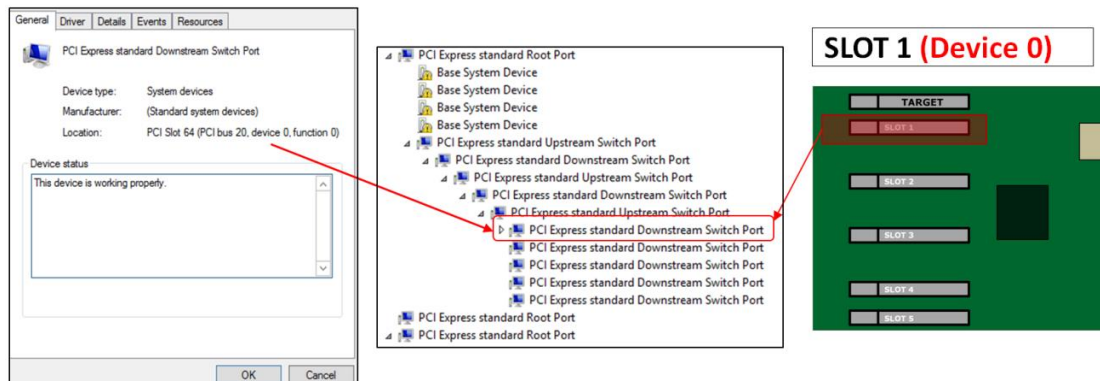 General Driver Details Events Resources
PCI Express standard Downstream Switch Port
Device type: System devices
Manufacturer: (Standard system devices)
Location: PCI Slot 64 (PCI bus 20, device 0, function 0)
Device status
This device is working properly.
OK Cancel
PCI Express standard Root Port
Base System Device
Base System Device
Base System Device
Base System Device
PCI Express standard Upstream Switch Port
PCI Express standard Downstream Switch Port
PCI Express standard Upstream Switch Port
PCI Express standard Downstream Switch Port
PCI Express standard Upstream Switch Port
PCI Express standard Downstream Switch Port
PCI Express standard Downstream Switch Port
PCI Express standard Downstream Switch Port
PCI Express standard Downstream Switch Port
PCI Express standard Downstream Switch Port
PCI Express standard Root Port
PCI Express standard Root Port
SLOT 1 (Device 0)
TARGET
SLOT 1
SLOT 2
SLOT 3
SLOT 4
SLOT 5